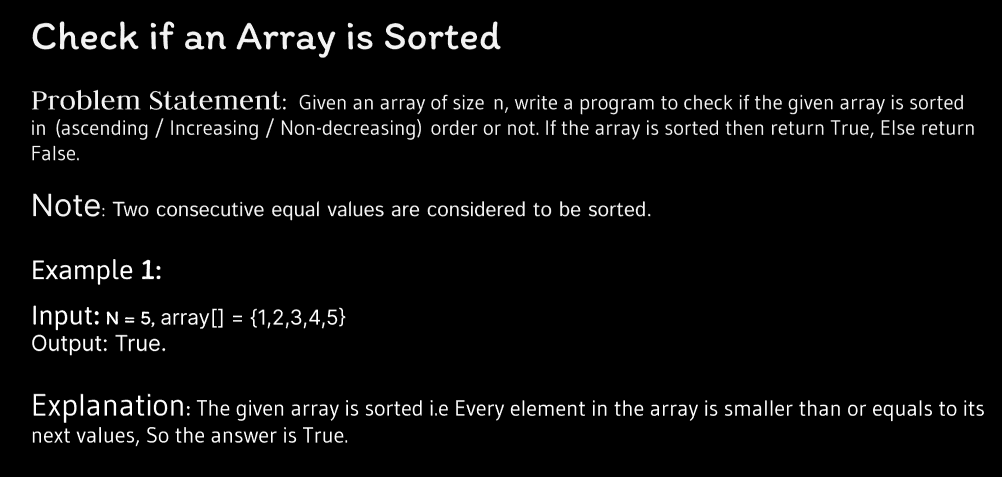 Check if an Array is Sorted
Problem Statement: Given an array of size n, write a program to check if the given array is sorted
in (ascending / Increasing / Non-decreasing) order or not. If the array is sorted then return True, Else return
False.
Note: Two consecutive equal values are considered to be sorted.
Example 1:
Input: N = 5, array[] = {1,2,3,4,5}
Output: True.
Explanation: The given array is sorted i.e Every element in the array is smaller than or equals to its
next values, So the answer is True.